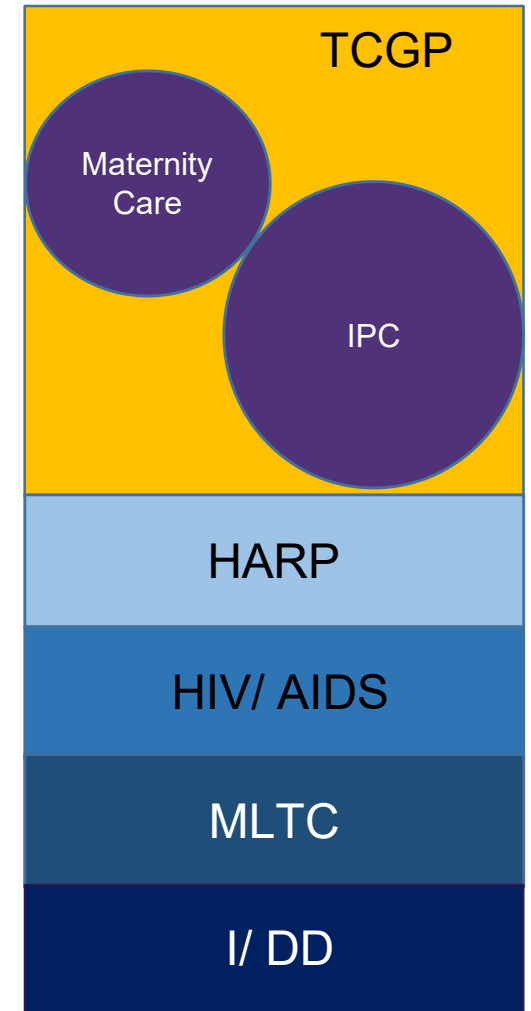 TCGP
Maternity
Care
IPC
HARP
HIV/ AIDS
MLTC
I/ DD